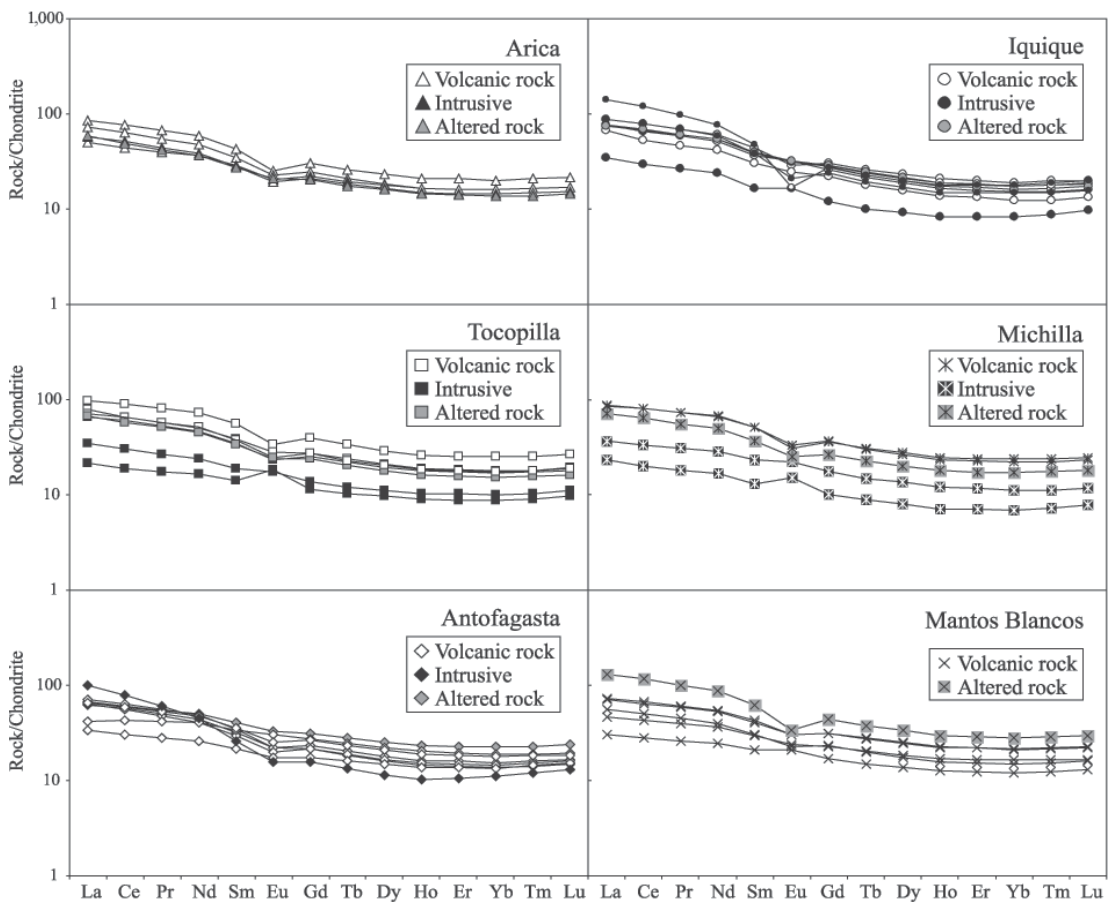 1,000
100
10
1
Rock/Chondrite
Arica
Volcanic rock
Intrusive
Altered rock
Iquique
Volcanic rock
Intrusive
Altered rock
100
10
1
Rock/Chondrite
Tocopilla
Volcanic rock
Intrusive
Altered rock
Michilla
Volcanic rock
Intrusive
Altered rock
100
10
1
Rock/Chondrite
Antofagasta
Volcanic rock
Intrusive
Altered rock
Mantos Blancos
Volcanic rock
Altered rock
La Ce Pr Nd Sm Eu Gd Tb Dy Ho Er Yb Tm Lu
La Ce Pr Nd Sm Eu Gd Tb Dy Ho Er Yb Tm Lu